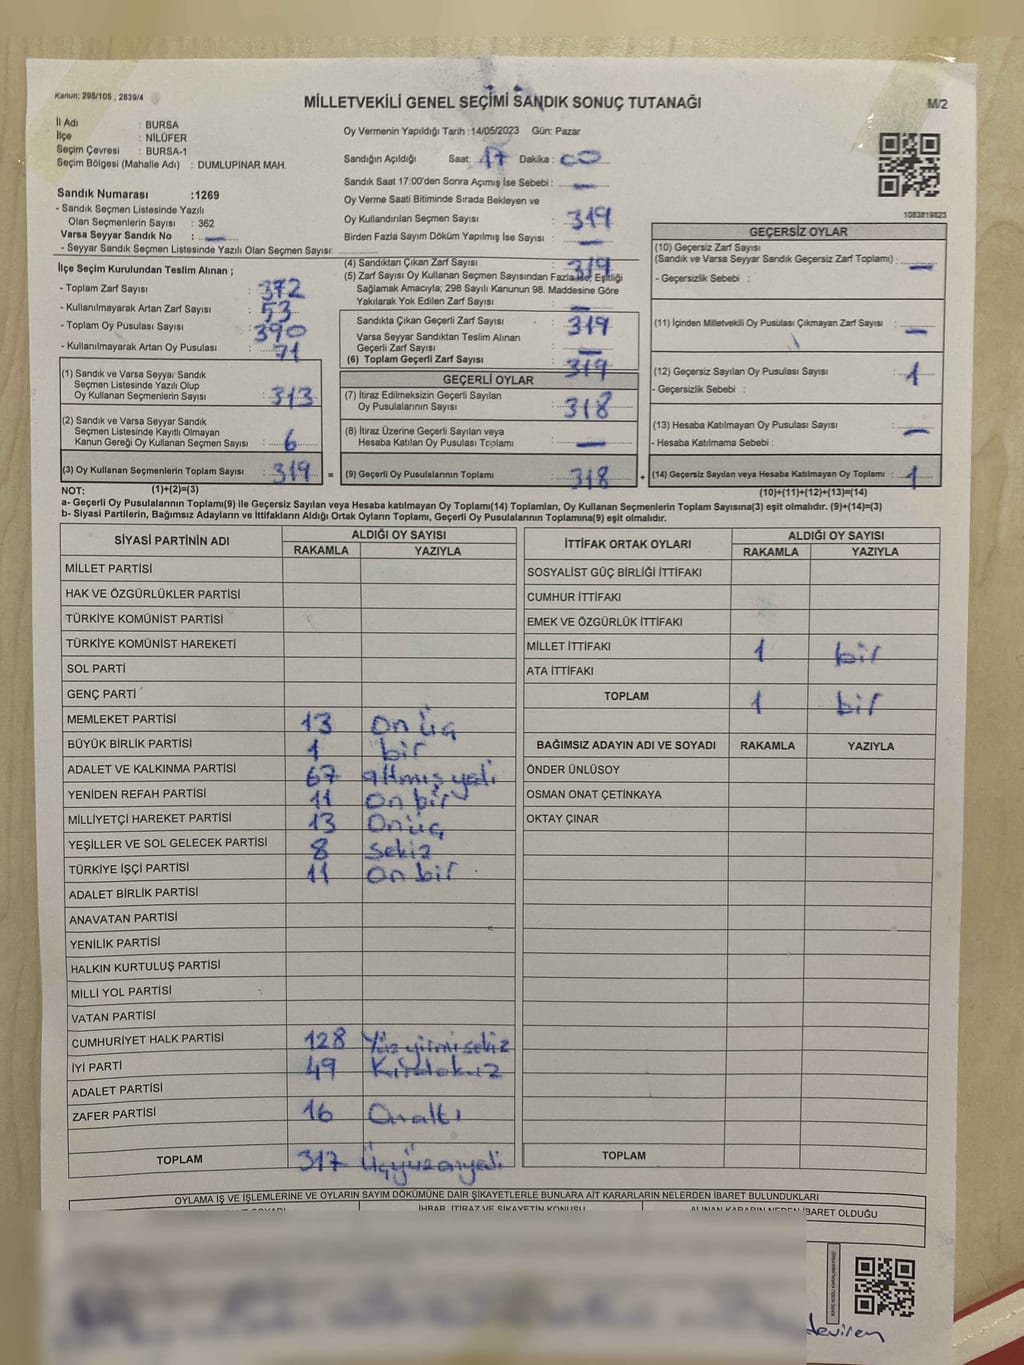 Kanun; 298/105 , 2839/4
MİLLETVEKİLİ GENEL SEÇİMİ SANDIK SONUÇ TUTANAĞI
M/2
İl Adı : BURSA
İlçe : NİLÜFER
Seçim Çevresi : BURSA-1
Seçim Bölgesi (Mahalle Adı) : DUMLUPINAR MAH.
Sandık Numarası :1269
- Sandık Seçmen Listesinde Yazılı
Olan Seçmenlerin Sayısı : 362
Varsa Seyyar Sandık No : —
- Seyyar Sandık Seçmen Listesinde Yazılı Olan Seçmen Sayısı:
İlçe Seçim Kurulundan Teslim Alınan ;
- Toplam Zarf Sayısı : 372
- Kullanılmayarak Artan Zarf Sayısı : 53
- Toplam Oy Pusulası Sayısı : 390
- Kullanılmayarak Artan Oy Pusulası : 71
(1) Sandık ve Varsa Seyyar Sandık
Seçmen Listesinde Yazılı Olup
Oy Kullanan Seçmenlerin Sayısı : 313
(2) Sandık ve Varsa Seyyar Sandık
Seçmen Listesinde Kayıtlı Olmayan
Kanun Gereği Oy Kullanan Seçmen Sayısı : 6
(3) Oy Kullanan Seçmenlerin Toplam Sayısı : 319
Oy Vermenin Yapıldığı Tarih :14/05/2023 Gün: Pazar
Sandığın Açıldığı Saat: 17 Dakika : 00
Sandık Saat 17:00'den Sonra Açımış İse Sebebi : —
Oy Verme Saati Bitiminde Sırada Bekleyen ve
Oy Kullandırılan Seçmen Sayısı : 319
Birden Fazla Sayım Döküm Yapılmış İse Sayısı : —
(4) Sandıktan Çıkan Zarf Sayısı : 319
(5) Zarf Sayısı Oy Kullanan Seçmen Sayısından Fazla İse, Eşitliği
Sağlamak Amacıyla; 298 Sayılı Kanunun 98. Maddesine Göre
Yakılarak Yok Edilen Zarf Sayısı : —
Sandıkta Çıkan Geçerli Zarf Sayısı : 319
Varsa Seyyar Sandıktan Teslim Alınan
Geçerli Zarf Sayısı : —
(6) Toplam Geçerli Zarf Sayısı : 319
GEÇERLİ OYLAR
(7) İtiraz Edilmeksizin Geçerli Sayılan
Oy Pusulalarının Sayısı : 318
(8) İtiraz Üzerine Geçerli Sayılan veya
Hesaba Katılan Oy Pusulası Toplamı : —
= (9) Geçerli Oy Pusulalarının Toplamı : 318
1083819823
GEÇERSİZ OYLAR
(10) Geçersiz Zarf Sayısı
(Sandık ve Varsa Seyyar Sandık Geçersiz Zarf Toplamı) : —
- Geçersizlik Sebebi :
(11) İçinden Milletvekili Oy Pusulası Çıkmayan Zarf Sayısı : —
(12) Geçersiz Sayılan Oy Pusulası Sayısı : 1
- Geçersizlik Sebebi :
(13) Hesaba Katılmayan Oy Pusulası Sayısı : —
- Hesaba Katılmama Sebebi :
+ (14) Geçersiz Sayılan veya Hesaba Katılmayan Oy Toplamı : 1
NOT: (1)+(2)=(3)
(10)+(11)+(12)+(13)=(14)
a- Geçerli Oy Pusulalarının Toplamı(9) ile Geçersiz Sayılan veya Hesaba katılmayan Oy Toplamı(14) Toplamları, Oy Kullanan Seçmenlerin Toplam Sayısına(3) eşit olmalıdır. (9)+(14)=(3)
b- Siyasi Partilerin, Bağımsız Adayların ve İttifakların Aldığı Ortak Oyların Toplamı, Geçerli Oy Pusulalarının Toplamına(9) eşit olmalıdır.
SİYASİ PARTİNİN ADI ALDIĞI OY SAYISI
RAKAMLA YAZIYLA
MİLLET PARTİSİ
HAK VE ÖZGÜRLÜKLER PARTİSİ
TÜRKİYE KOMÜNİST PARTİSİ
TÜRKİYE KOMÜNİST HAREKETİ
SOL PARTİ
GENÇ PARTİ
MEMLEKET PARTİSİ 13 on üç
BÜYÜK BİRLİK PARTİSİ 1 bir
ADALET VE KALKINMA PARTİSİ 67 altmış yedi
YENİDEN REFAH PARTİSİ 11 on bir
MİLLİYETÇİ HAREKET PARTİSİ 13 onüç
YEŞİLLER VE SOL GELECEK PARTİSİ 8 sekiz
TÜRKİYE İŞÇİ PARTİSİ 11 on bir
ADALET BİRLİK PARTİSİ
ANAVATAN PARTİSİ
YENİLİK PARTİSİ
HALKIN KURTULUŞ PARTİSİ
MİLLİ YOL PARTİSİ
VATAN PARTİSİ
CUMHURİYET HALK PARTİSİ 128 Yüz yirmi sekiz
İYİ PARTİ 49 Kırkdokuz
ADALET PARTİSİ
ZAFER PARTİSİ 16 Onaltı
TOPLAM 317 Üçyüzonyedi
İTTİFAK ORTAK OYLARI ALDIĞI OY SAYISI
RAKAMLA YAZIYLA
SOSYALİST GÜÇ BİRLİĞİ İTTİFAKI
CUMHUR İTTİFAKI
EMEK VE ÖZGÜRLÜK İTTİFAKI
MİLLET İTTİFAKI 1 bir
ATA İTTİFAKI
TOPLAM 1 bir
BAĞIMSIZ ADAYIN ADI VE SOYADI RAKAMLA YAZIYLA
ÖNDER ÜNLÜSOY
OSMAN ONAT ÇETİNKAYA
OKTAY ÇINAR
TOPLAM
OYLAMA İŞ VE İŞLEMLERİNE VE OYLARIN SAYIM DÖKÜMÜNE DAİR ŞİKAYETLERLE BUNLARA AİT KARARLARIN NELERDEN İBARET BULUNDUKLARI
İHBAR, İTİRAZ VE ŞİKAYETİN KONUSU
ALINAN KARARIN NEDEN İBARET OLDUĞU
deviren